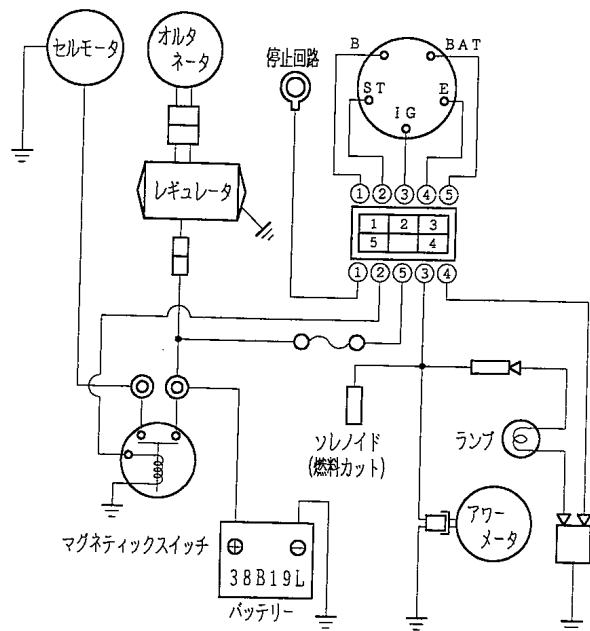 セルモータ
オルタ
ネータ
停止回路
B
BAT
ST
E
IG
レギュレータ
① ② ③ ④ ⑤
1 2 3
5 4
① ② ⑤ ③ ④
ソレノイド
(燃料カット)
ランプ
アワー
メータ
マグネティックスイッチ
⊕ ⊖
38B19L
バッテリー